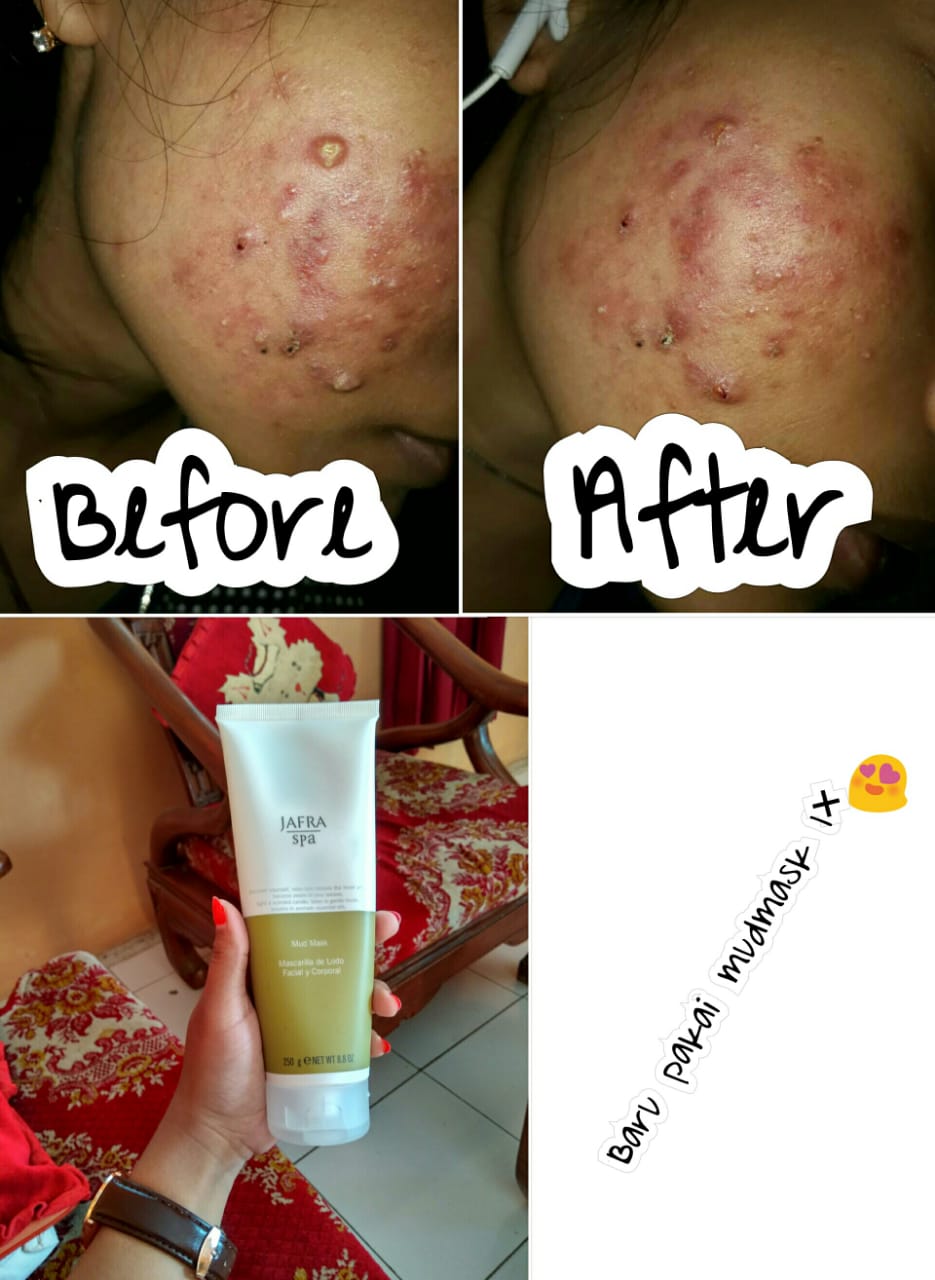 Before
After
JAFRA
spa
Mud Mask
Mascarilla de Lodo
Facial y Corporal
250 g e NET WT 8.8 OZ
Baru pakai mudmask 1x